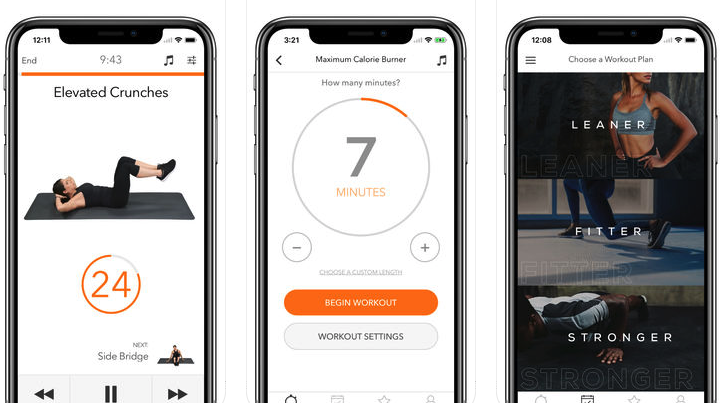 12:11
End
9:43
Elevated Crunches
24
NEXT:
Side Bridge
3:21
Maximum Calorie Burner
How many minutes?
7
MINUTES
CHOOSE A CUSTOM LENGTH
BEGIN WORKOUT
WORKOUT SETTINGS
12:08
Choose a Workout Plan
LEANER
LEANER
FITTER
FITTER
STRONGER
STRONGER